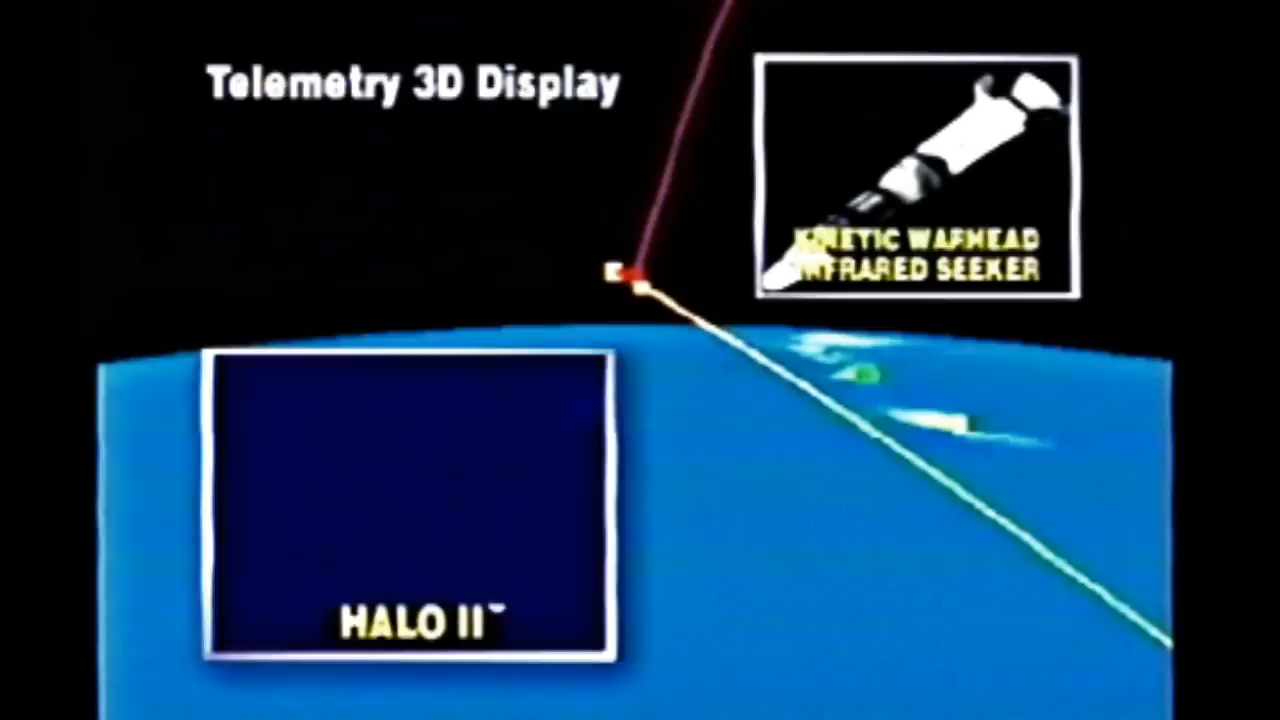 Telemetry 3D Display
KINETIC WARHEAD
INFRARED SEEKER
HALO II™